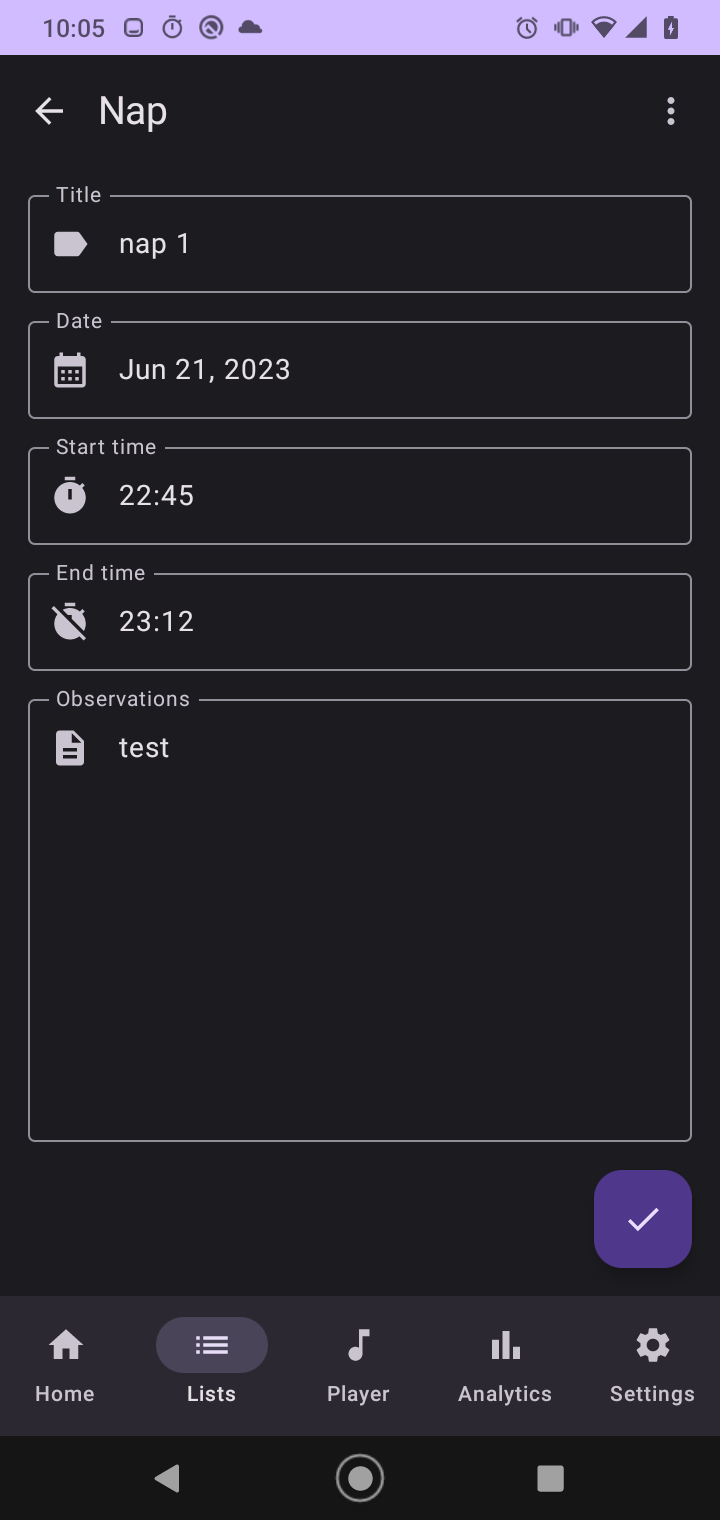 10:05
Nap
Title
nap 1
Date
Jun 21, 2023
Start time
22:45
End time
23:12
Observations
test
Home Lists Player Analytics Settings